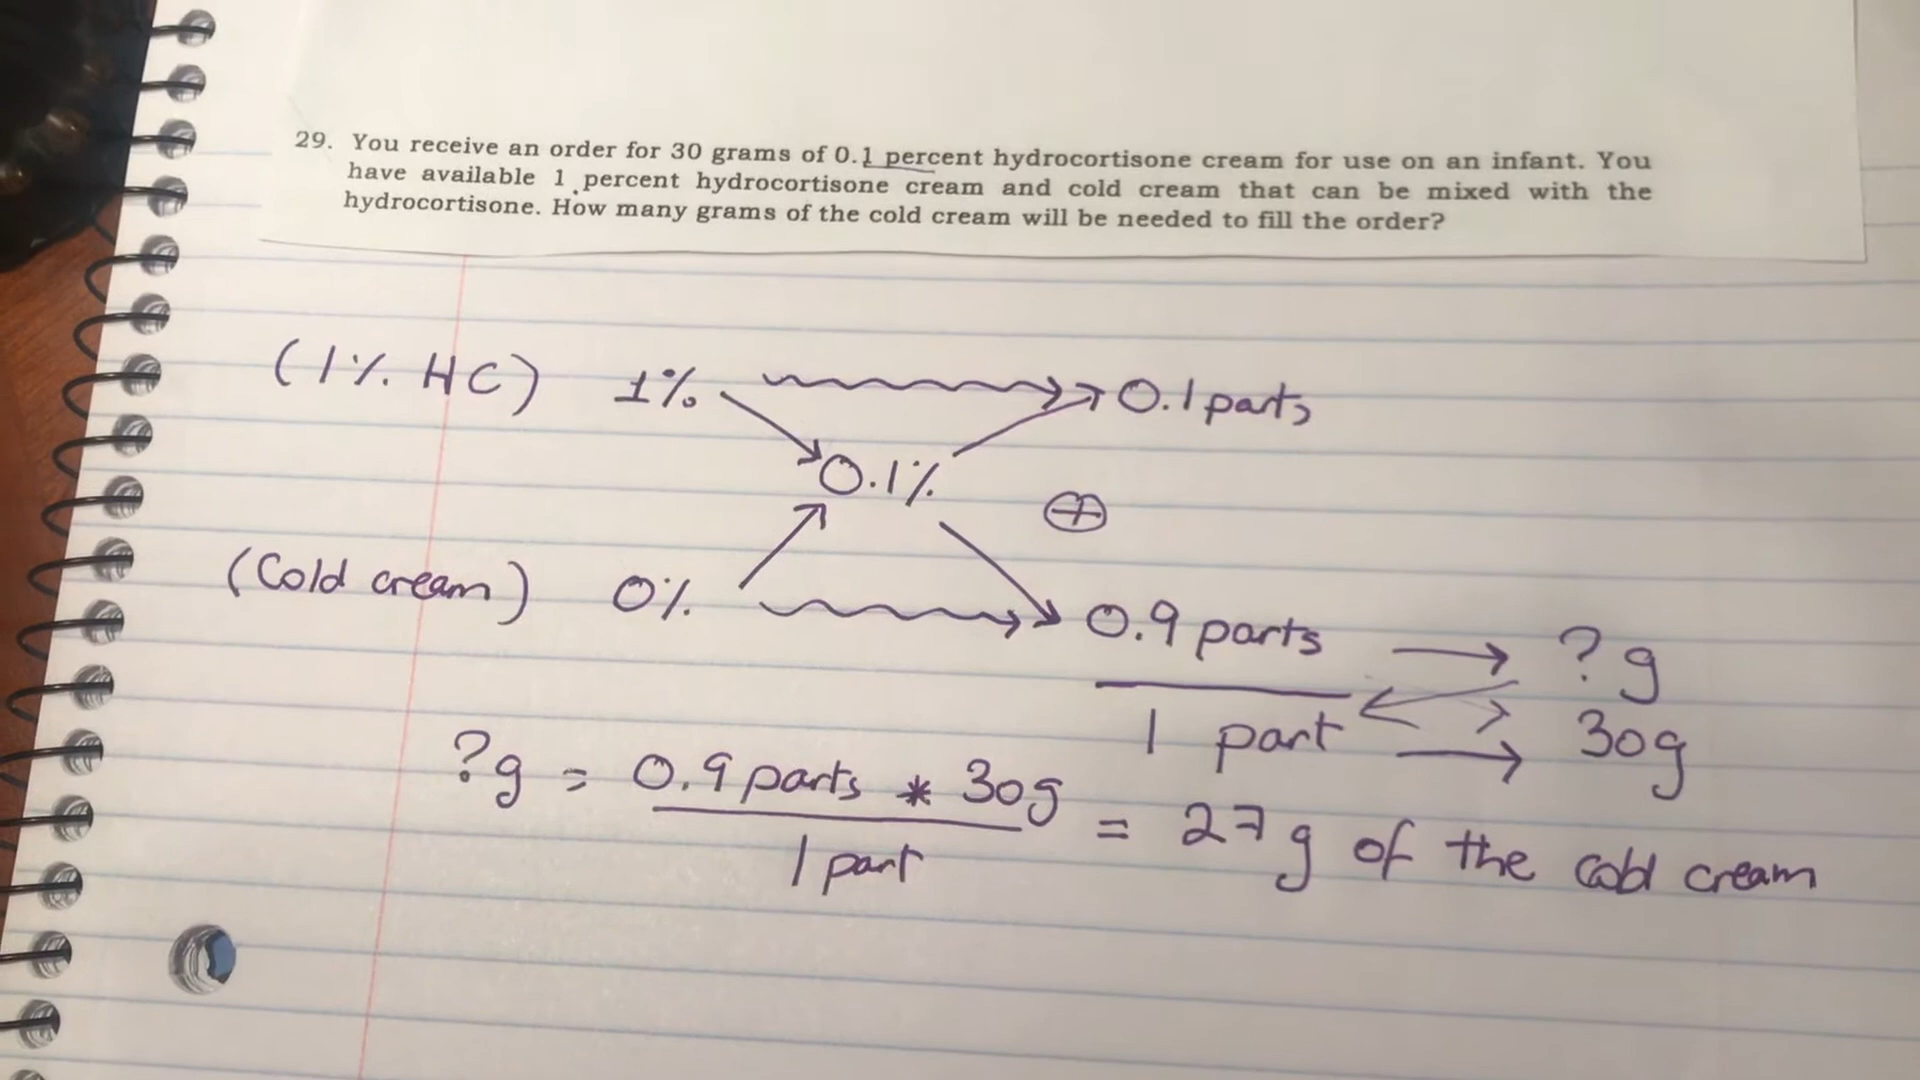 29. You receive an order for 30 grams of 0.1 percent hydrocortisone cream for use on an infant. You
have available 1 percent hydrocortisone cream and cold cream that can be mixed with the
hydrocortisone. How many grams of the cold cream will be needed to fill the order?
(1% HC) 1% 0.1 parts
0.1%
+
(Cold cream) 0% 0.9 parts → ? g
1 part → 30g
?g = 0.9 parts * 30g
1 part
= 27 g of the cold cream